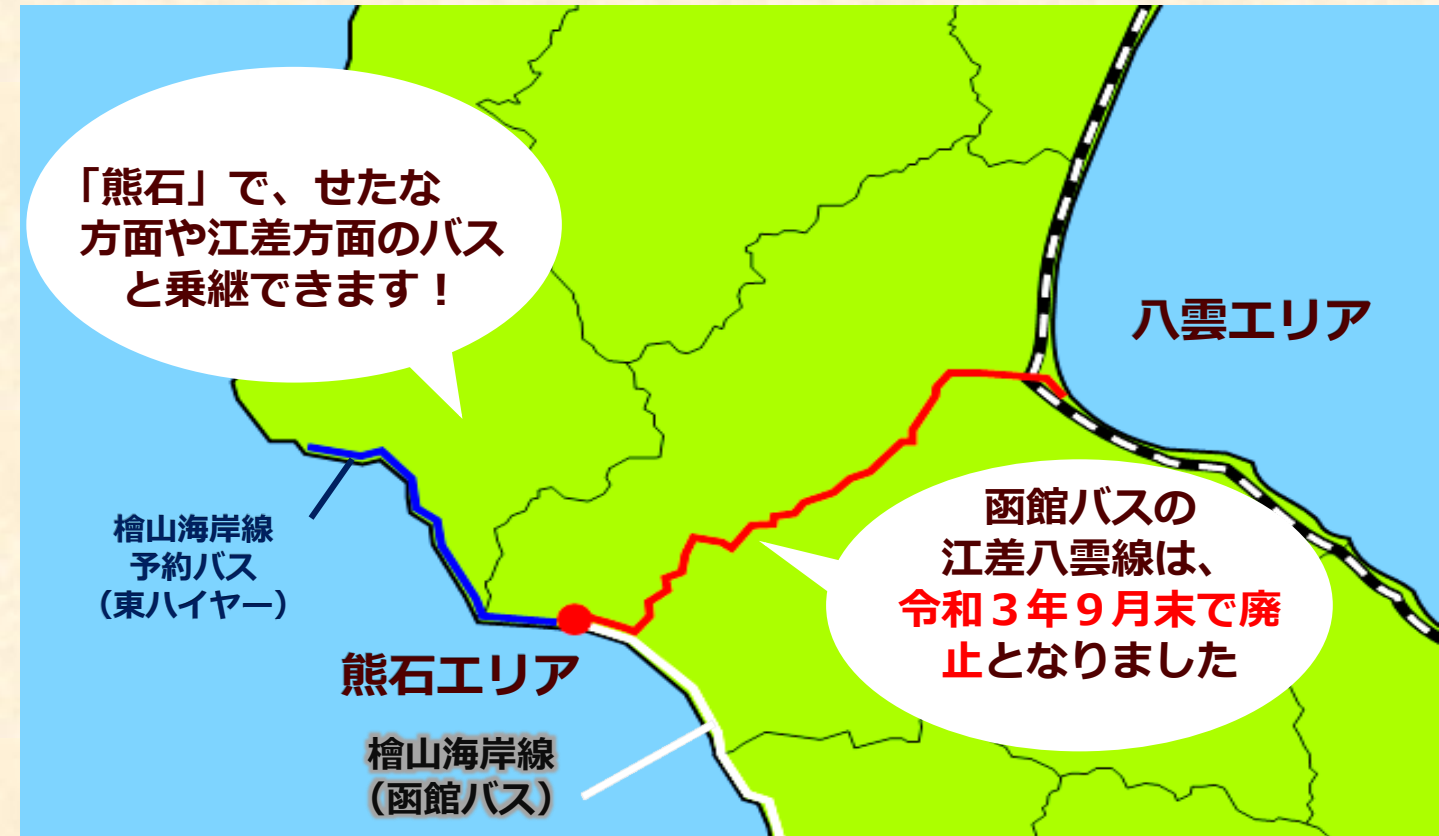 「熊石」で、せたな
方面や江差方面のバス
と乗継できます！
八雲エリア
檜山海岸線
予約バス
（東ハイヤー）
函館バスの
江差八雲線は、
令和３年９月末で廃
止となりました
熊石エリア
檜山海岸線
（函館バス）